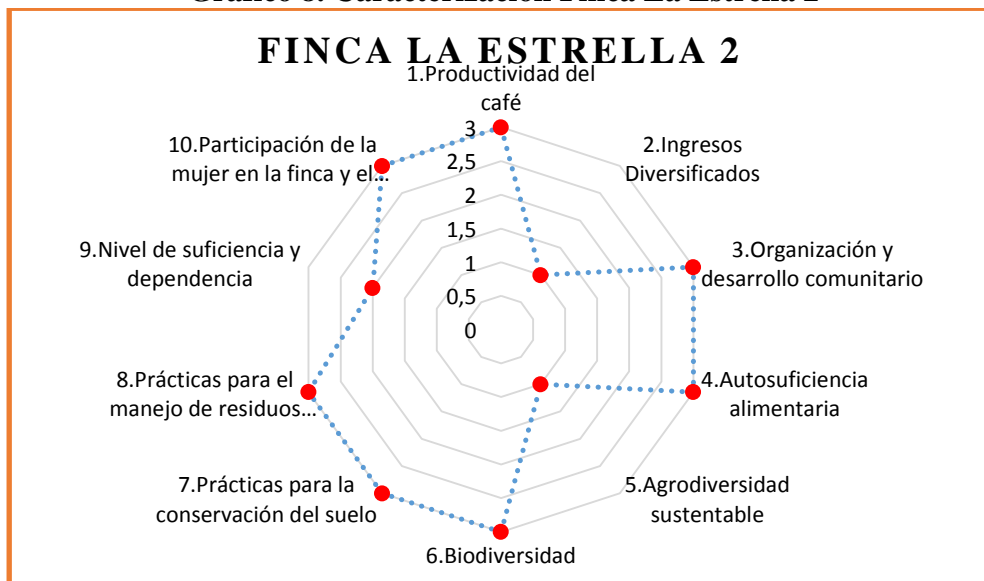 FINCA LA ESTRELLA 2
1.Productividad del
café
2.Ingresos
Diversificados
3.Organización y
desarrollo comunitario
4.Autosuficiencia
alimentaria
5.Agrodiversidad
sustentable
6.Biodiversidad
7.Prácticas para la
conservación del suelo
8.Prácticas para el
manejo de residuos...
9.Nivel de suficiencia y
dependencia
10.Participación de la
mujer en la finca y el...
3
2,5
2
1,5
1
0,5
0